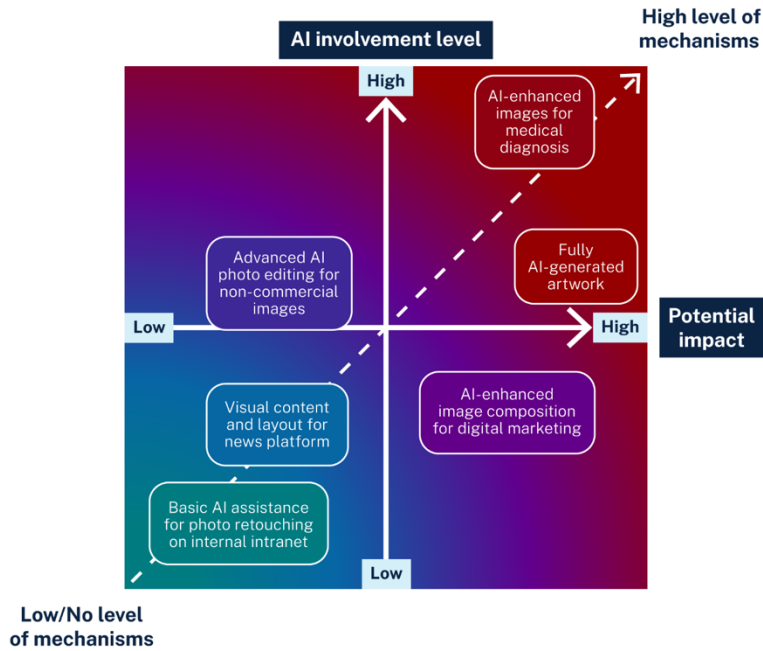 High level of
mechanisms
AI involvement level
High
AI-enhanced
images for
medical
diagnosis
Advanced AI
photo editing for
non-commercial
images
Fully
AI-generated
artwork
Low
High
Potential
impact
Visual content
and layout for
news platform
AI-enhanced
image composition
for digital marketing
Basic AI assistance
for photo retouching
on internal intranet
Low
Low/No level
of mechanisms